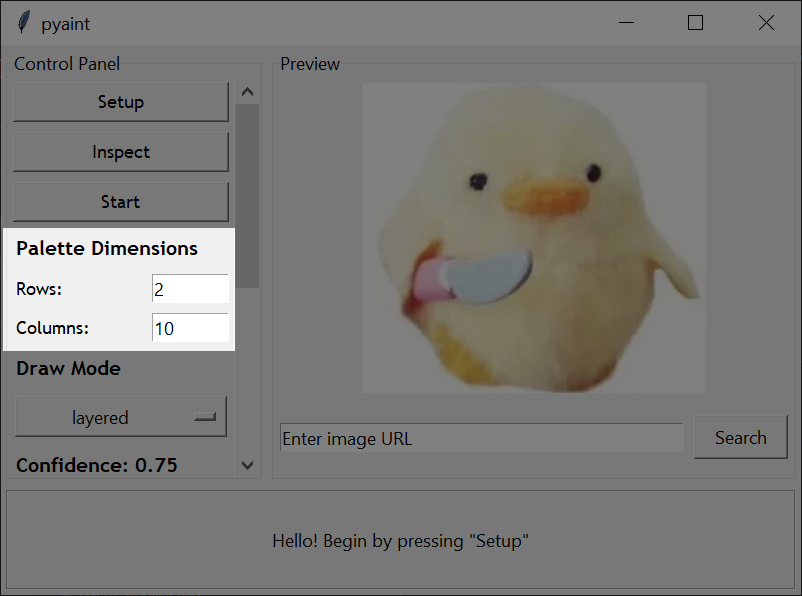 pyaint
Control Panel
Setup
Inspect
Start
Palette Dimensions
Rows: 2
Columns: 10
Draw Mode
layered
Confidence: 0.75
Preview
Enter image URL
Search
Hello! Begin by pressing "Setup"